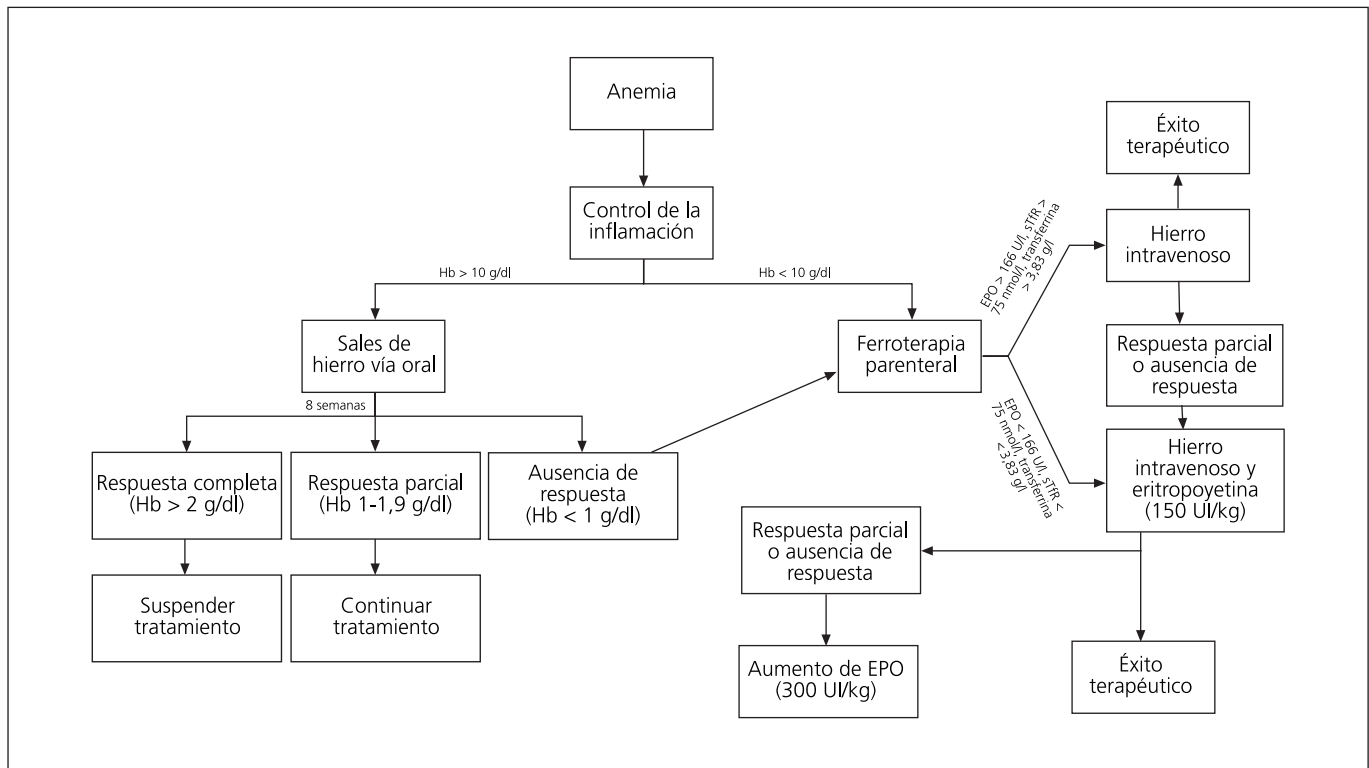 Anemia
Control de la
inflamación
Hb > 10 g/dl
Hb < 10 g/dl
Sales de
hierro vía oral
8 semanas
Respuesta completa
(Hb > 2 g/dl)
Respuesta parcial
(Hb 1-1,9 g/dl)
Ausencia de
respuesta
(Hb < 1 g/dl)
Suspender
tratamiento
Continuar
tratamiento
Ferroterapia
parenteral
EPO > 166 U/l, sTfR >
75 nmol/l, transferrina
> 3,83 g/l
EPO < 166 U/l, sTfR <
75 nmol/l, transferrina
< 3,83 g/l
Éxito
terapéutico
Hierro
intravenoso
Respuesta parcial
o ausencia de
respuesta
Hierro
intravenoso y
eritropoyetina
(150 UI/kg)
Respuesta parcial
o ausencia de
respuesta
Aumento de EPO
(300 UI/kg)
Éxito
terapéutico